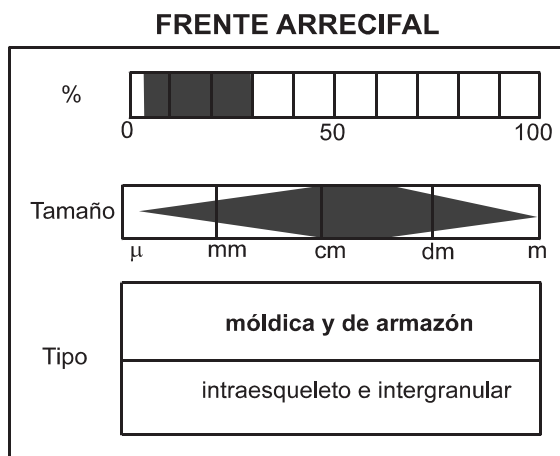 FRENTE ARRECIFAL
%
0 50 100
Tamaño
μ mm cm dm m
móldica y de armazón
Tipo
intraesqueleto e intergranular